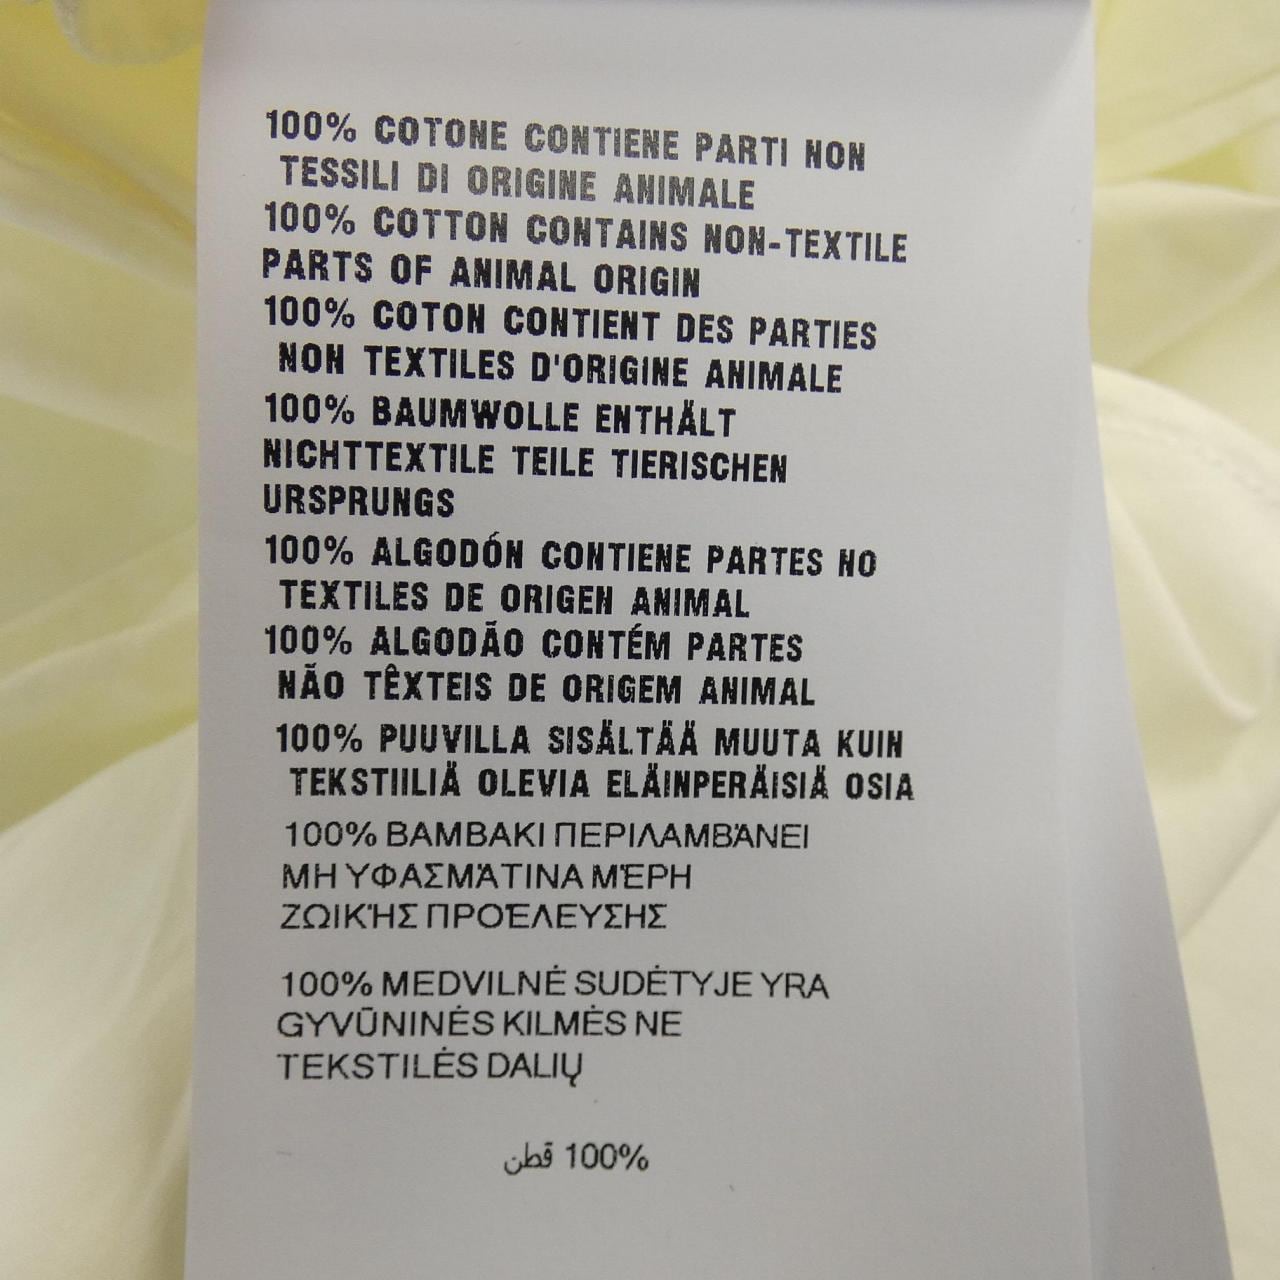 100% COTONE CONTIENE PARTI NON
TESSILI DI ORIGINE ANIMALE
100% COTTON CONTAINS NON-TEXTILE
PARTS OF ANIMAL ORIGIN
100% COTON CONTIENT DES PARTIES
NON TEXTILES D'ORIGINE ANIMALE
100% BAUMWOLLE ENTHÄLT
NICHTTEXTILE TEILE TIERISCHEN
URSPRUNGS
100% ALGODÓN CONTIENE PARTES NO
TEXTILES DE ORIGEN ANIMAL
100% ALGODÃO CONTÉM PARTES
NÃO TÊXTEIS DE ORIGEM ANIMAL
100% PUUVILLA SISÄLTÄÄ MUUTA KUIN
TEKSTIILIÄ OLEVIA ELÄINPERÄISIÄ OSIA
100% ΒΑΜΒΑΚΙ ΠΕΡΙΛΑΜΒΆΝΕΙ
ΜΗ ΥΦΑΣΜΆΤΙΝΑ ΜΈΡΗ
ΖΩΙΚΉΣ ΠΡΟΈΛΕΥΣΗΣ
100% MEDVILNĖ SUDĖTYJE YRA
GYVŪNINĖS KILMĖS NE
TEKSTILĖS DALIŲ
100% قطن